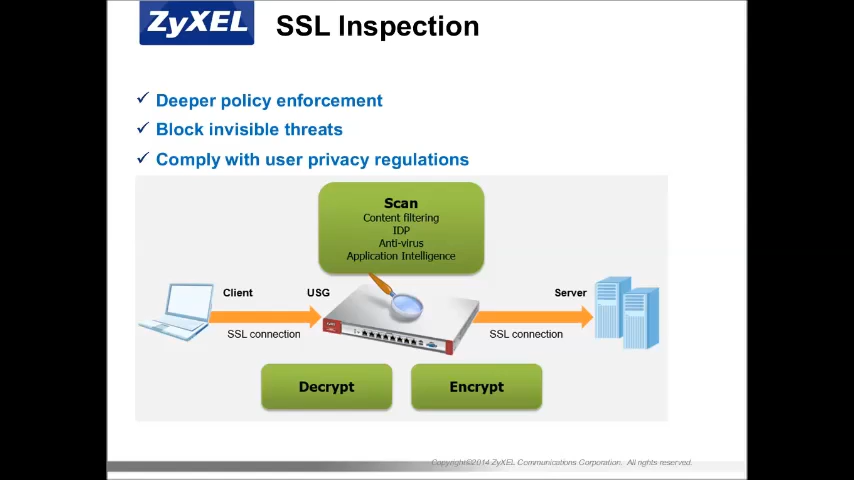 ZyXEL
SSL Inspection
Deeper policy enforcement
Block invisible threats
Comply with user privacy regulations
Scan
Content filtering
IDP
Anti-virus
Application Intelligence
Client
USG
Server
SSL connection
SSL connection
ZyXEL
Decrypt
Encrypt
Copyright©2014 ZyXEL Communications Corporation. All rights reserved.